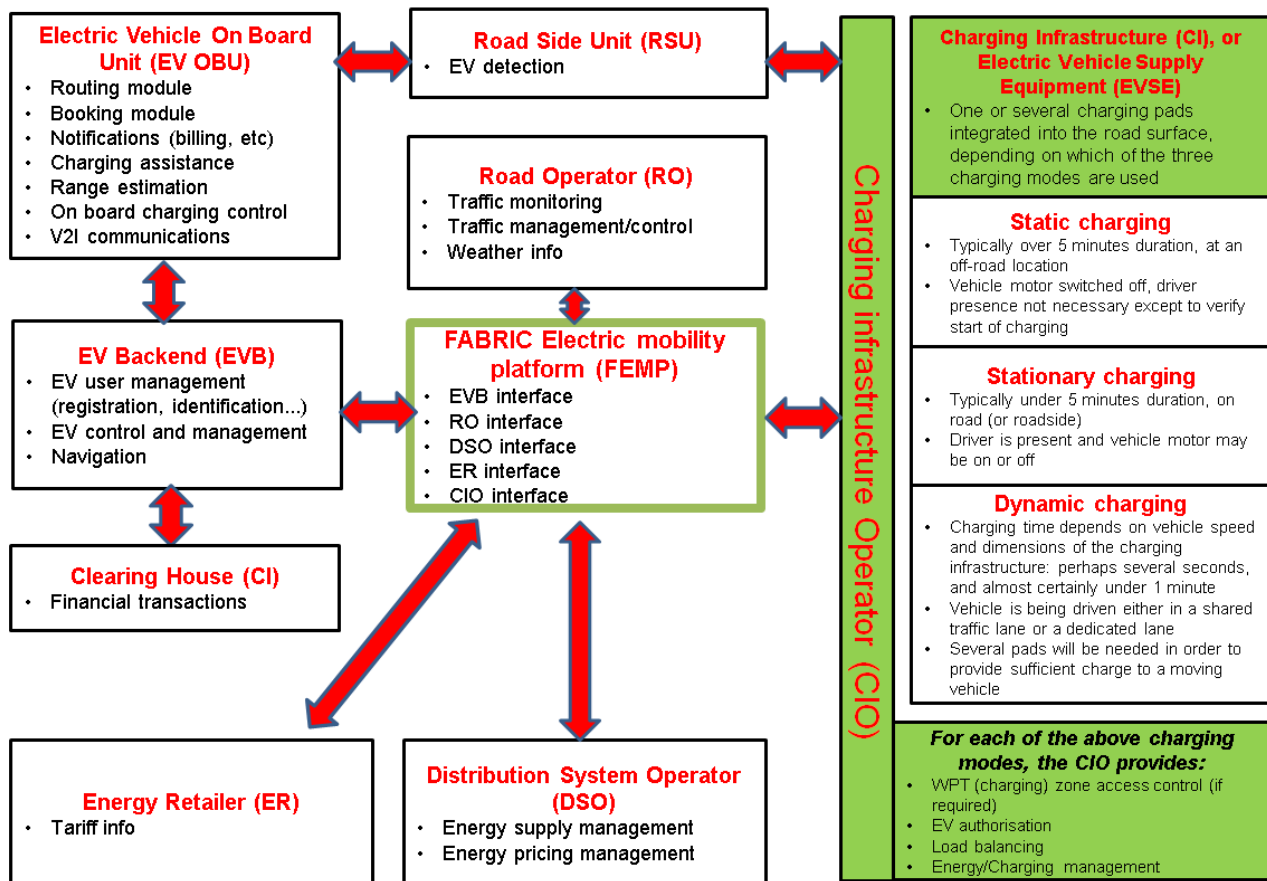 Electric Vehicle On Board
Unit (EV OBU)
• Routing module
• Booking module
• Notifications (billing, etc)
• Charging assistance
• Range estimation
• On board charging control
• V2I communications
Road Side Unit (RSU)
• EV detection
Road Operator (RO)
• Traffic monitoring
• Traffic management/control
• Weather info
EV Backend (EVB)
• EV user management
(registration, identification...)
• EV control and management
• Navigation
FABRIC Electric mobility
platform (FEMP)
• EVB interface
• RO interface
• DSO interface
• ER interface
• CIO interface
Clearing House (CI)
• Financial transactions
Energy Retailer (ER)
• Tariff info
Distribution System Operator
(DSO)
• Energy supply management
• Energy pricing management
Charging infrastructure Operator (CIO)
Charging Infrastructure (CI), or
Electric Vehicle Supply
Equipment (EVSE)
• One or several charging pads
integrated into the road surface,
depending on which of the three
charging modes are used
Static charging
• Typically over 5 minutes duration, at an
off-road location
• Vehicle motor switched off, driver
presence not necessary except to verify
start of charging
Stationary charging
• Typically under 5 minutes duration, on
road (or roadside)
• Driver is present and vehicle motor may
be on or off
Dynamic charging
• Charging time depends on vehicle speed
and dimensions of the charging
infrastructure: perhaps several seconds,
and almost certainly under 1 minute
• Vehicle is being driven either in a shared
traffic lane or a dedicated lane
• Several pads will be needed in order to
provide sufficient charge to a moving
vehicle
For each of the above charging
modes, the CIO provides:
• WPT (charging) zone access control (if
required)
• EV authorisation
• Load balancing
• Energy/Charging management